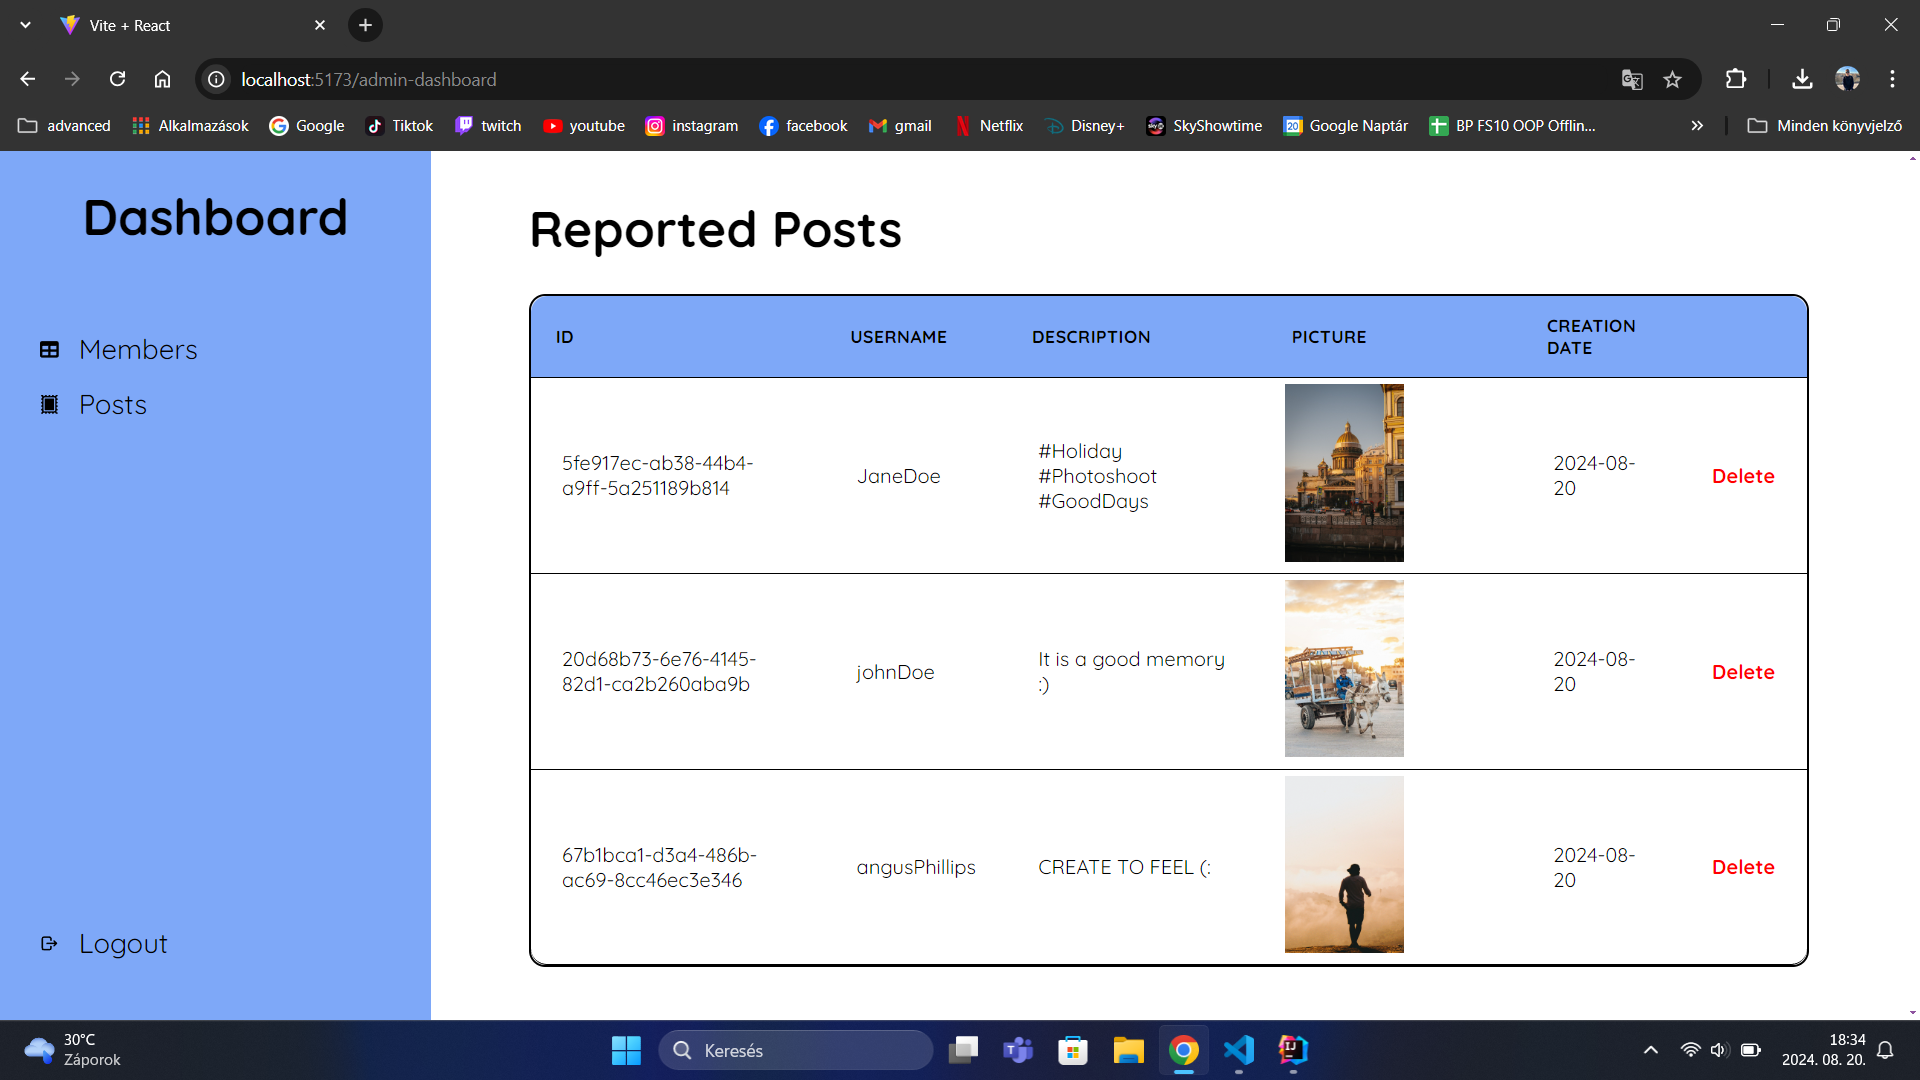 Vite + React
localhost:5173/admin-dashboard
advanced
Alkalmazások
Google
Tiktok
twitch
youtube
instagram
facebook
gmail
Netflix
Disney+
SkyShowtime
20
Google Naptár
BP FS10 OOP Offlin...
Minden könyvjelző
Dashboard
Members
Posts
Logout
Reported Posts
ID
USERNAME
DESCRIPTION
PICTURE
CREATION
DATE
5fe917ec-ab38-44b4-
a9ff-5a251189b814
JaneDoe
#Holiday
#Photoshoot
#GoodDays
2024-08-
20
Delete
20d68b73-6e76-4145-
82d1-ca2b260aba9b
johnDoe
It is a good memory
:)
2024-08-
20
Delete
67b1bca1-d3a4-486b-
ac69-8cc46ec3e346
angusPhillips
CREATE TO FEEL (:
2024-08-
20
Delete
30°C
Záporok
Keresés
18:34
2024. 08. 20.